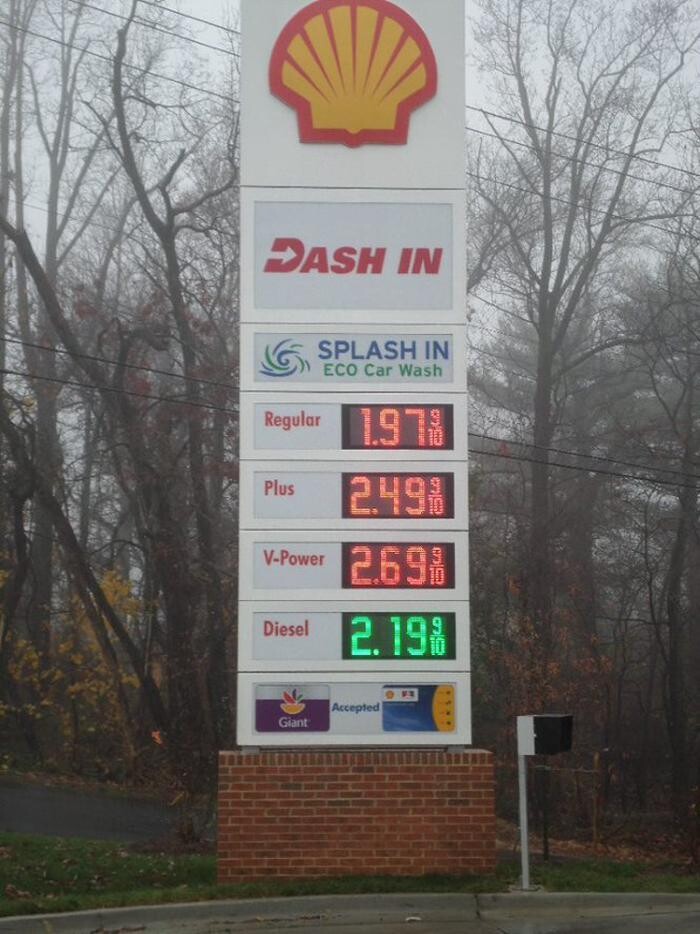 DASH IN
SPLASH IN
ECO Car Wash
Regular 1.97 9/10
Plus 2.49 9/10
V-Power 2.69 9/10
Diesel 2.19 9/10
Giant Accepted